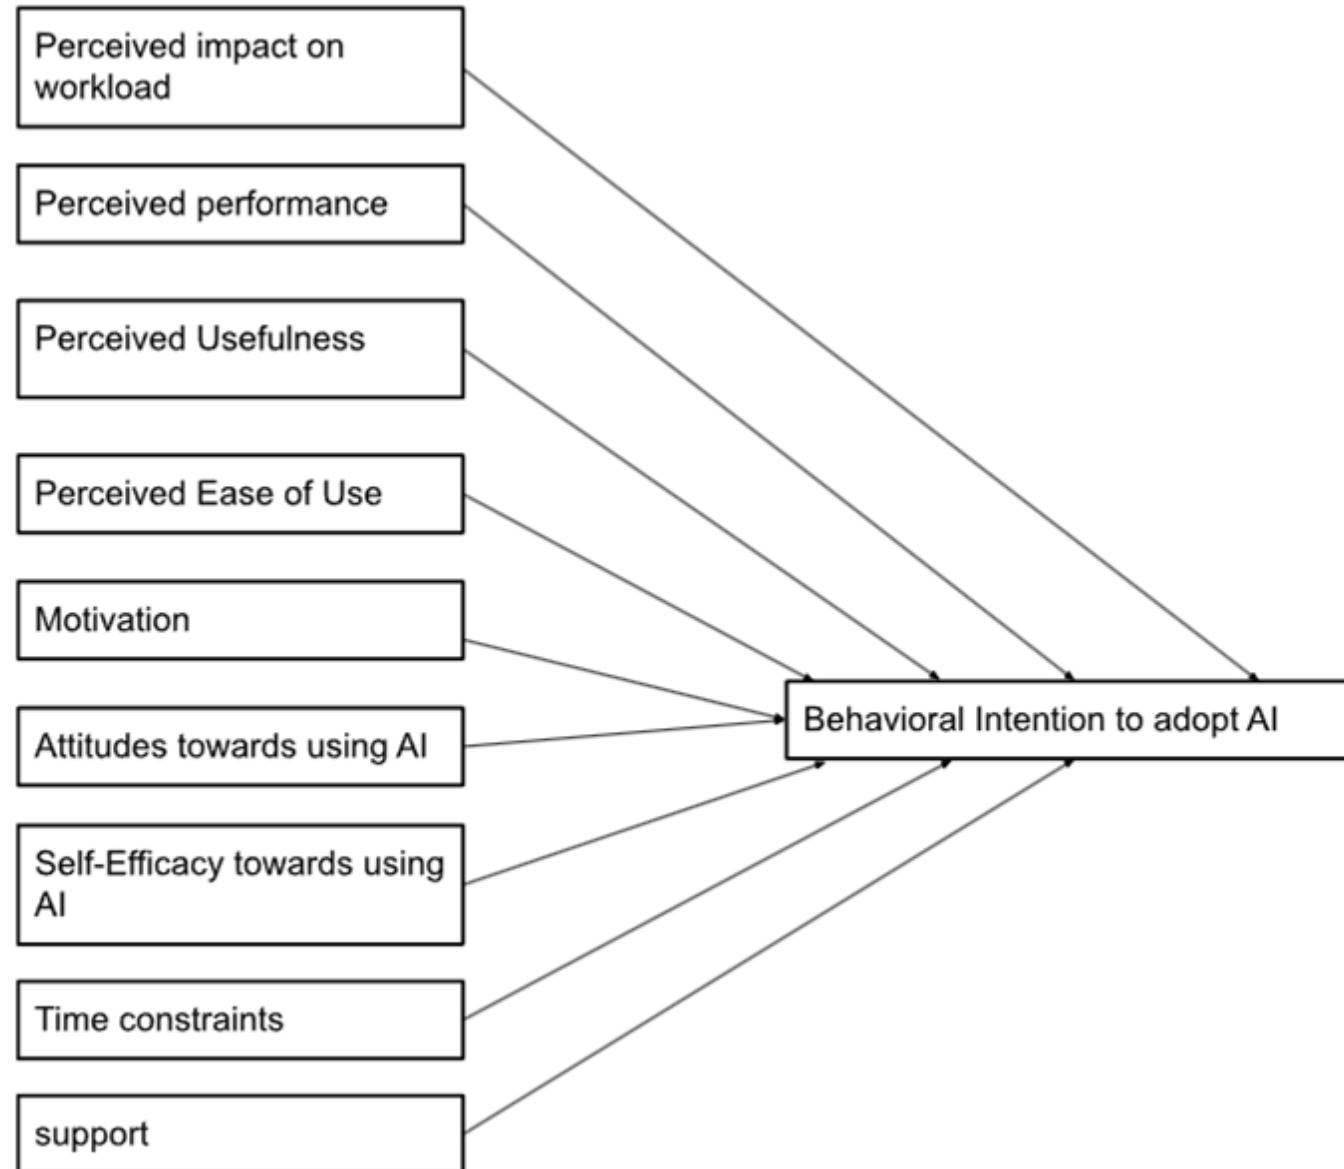 Perceived impact on
workload
Perceived performance
Perceived Usefulness
Perceived Ease of Use
Motivation
Attitudes towards using AI
Self-Efficacy towards using
AI
Time constraints
support
Behavioral Intention to adopt AI